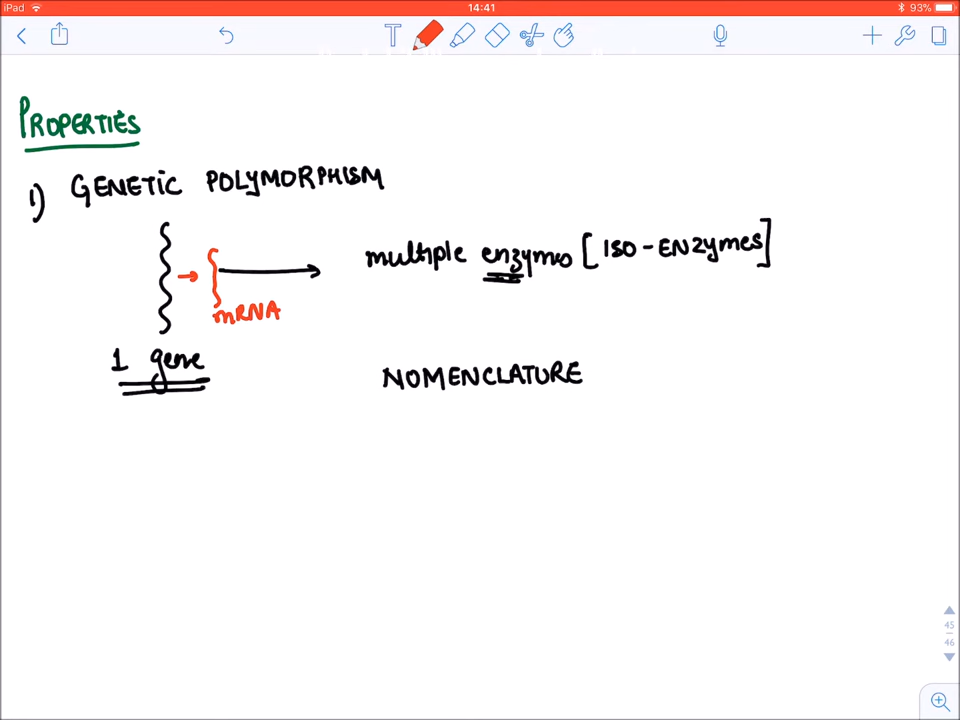 iPad 14:41 93%
T
PROPERTIES
1) GENETIC POLYMORPHISM
multiple enzymes [ISO-ENZYMES]
mRNA
1 gene
NOMENCLATURE
45
46